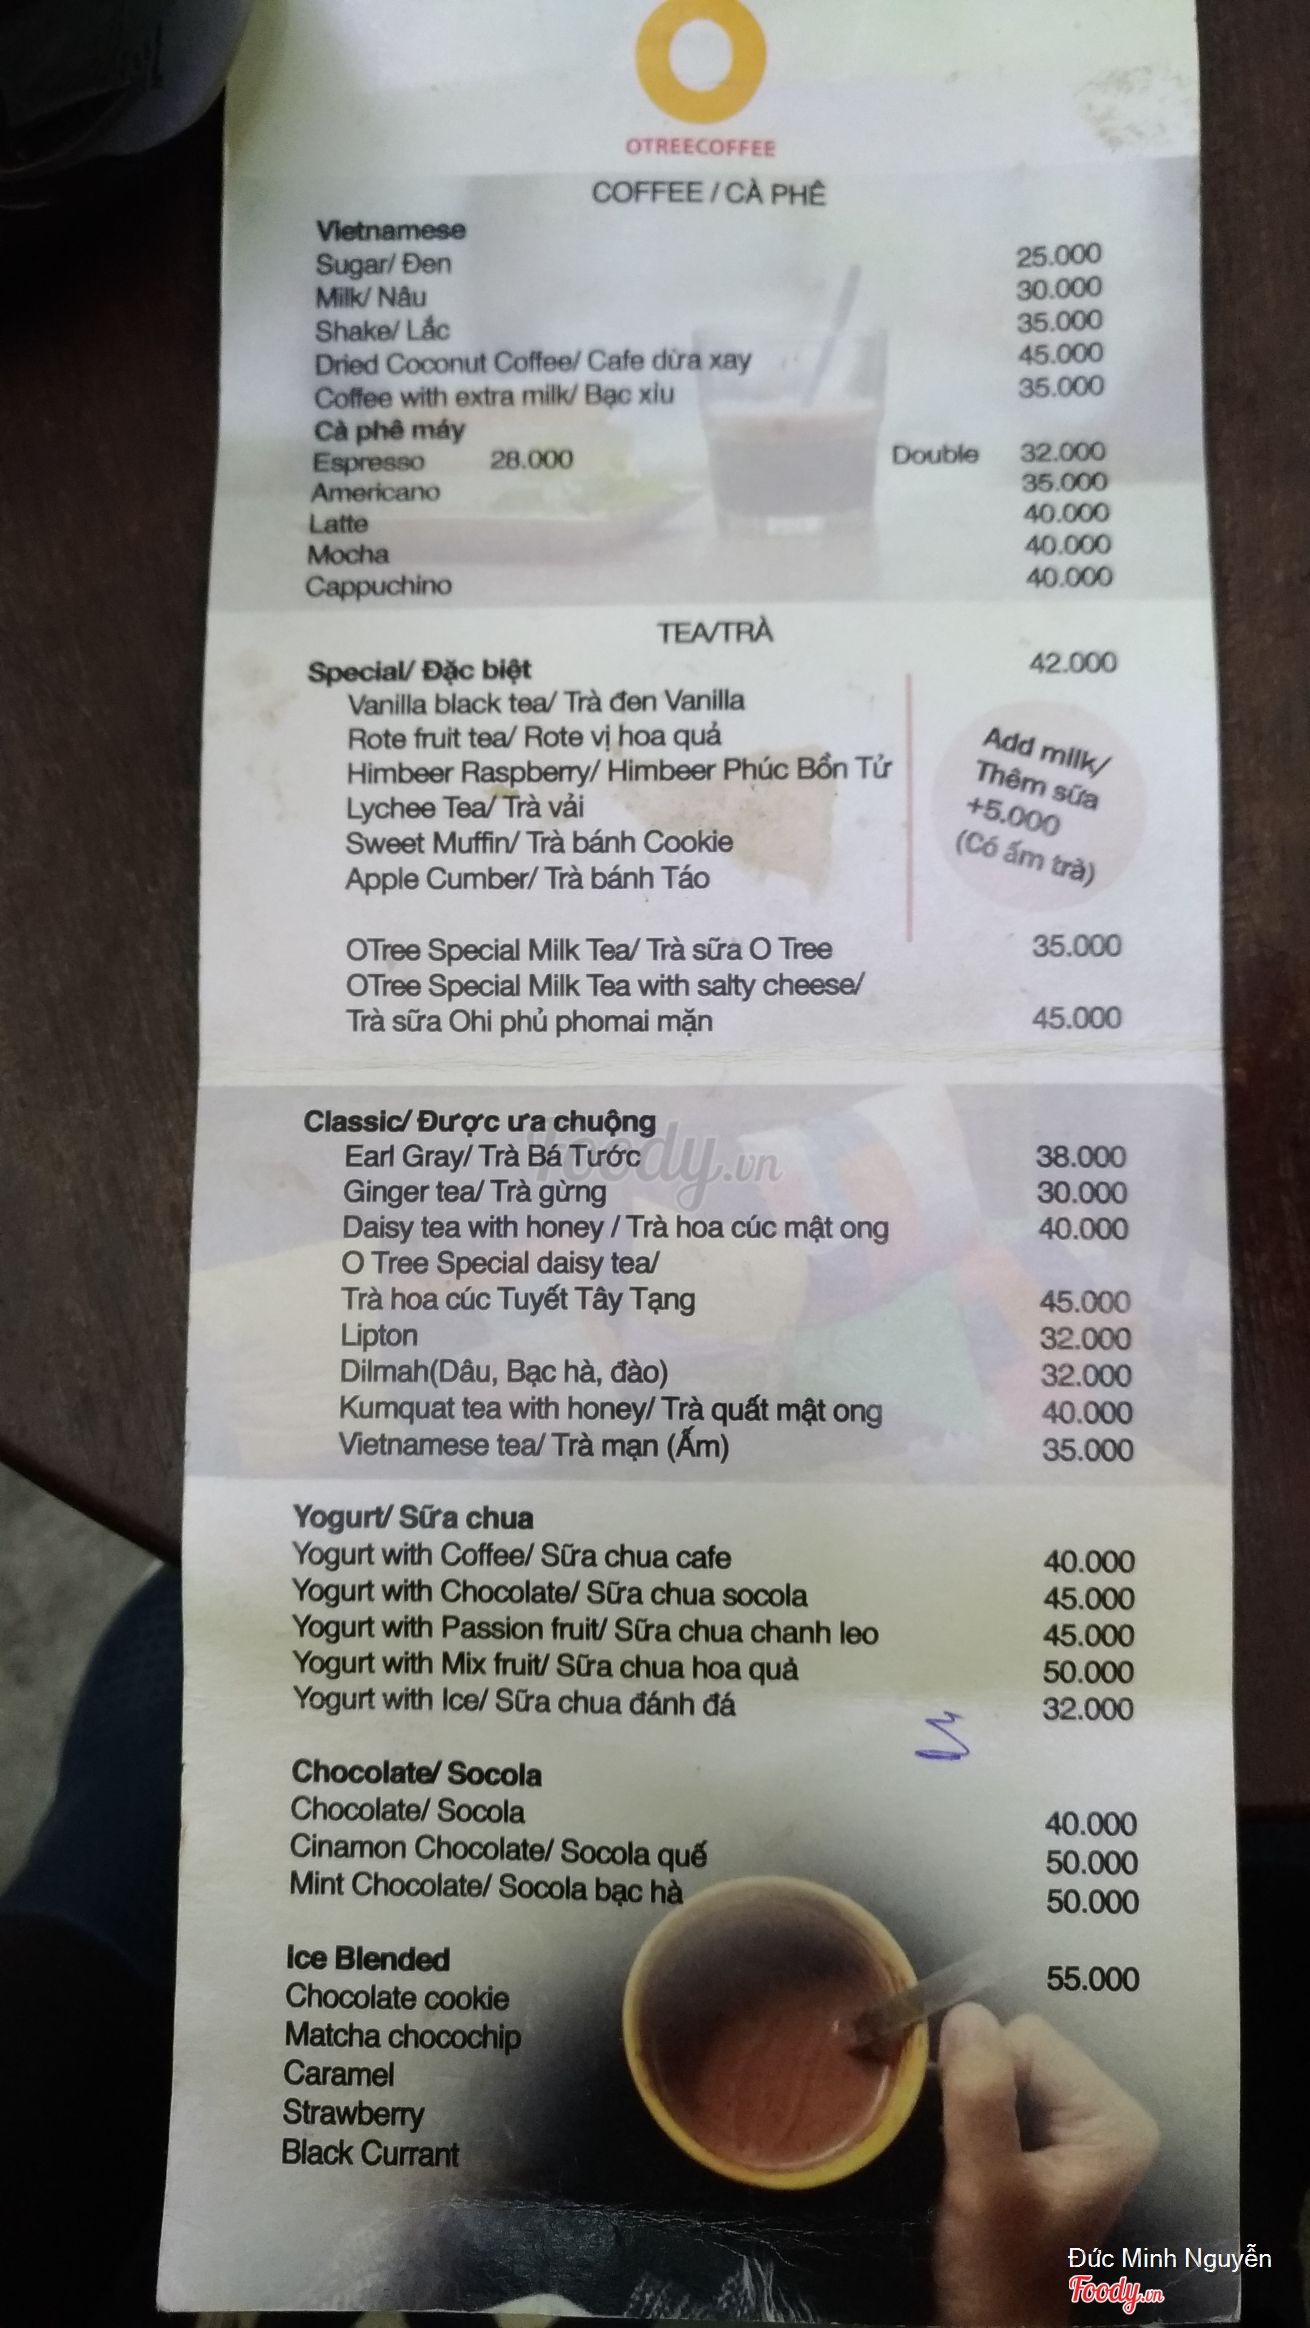 OTREECOFFEE
COFFEE / CÀ PHÊ
Vietnamese
Sugar/ Đen 25.000
Milk/ Nâu 30.000
Shake/ Lắc 35.000
Dried Coconut Coffee/ Cafe dừa xay 45.000
Coffee with extra milk/ Bạc xỉu 35.000
Cà phê máy
Espresso 28.000 Double 32.000
Americano 35.000
Latte 40.000
Mocha 40.000
Cappuchino 40.000
TEA/TRÀ
Special/ Đặc biệt 42.000
Vanilla black tea/ Trà đen Vanilla
Rote fruit tea/ Rote vị hoa quả
Himbeer Raspberry/ Himbeer Phúc Bồn Tử
Lychee Tea/ Trà vải
Sweet Muffin/ Trà bánh Cookie
Apple Cumber/ Trà bánh Táo
Add milk/
Thêm sữa
+5.000
(Có ấm trà)
OTree Special Milk Tea/ Trà sữa O Tree 35.000
OTree Special Milk Tea with salty cheese/
Trà sữa Ohi phủ phomai mặn 45.000
Classic/ Được ưa chuộng
Foody.vn
Earl Gray/ Trà Bá Tước 38.000
Ginger tea/ Trà gừng 30.000
Daisy tea with honey / Trà hoa cúc mật ong 40.000
O Tree Special daisy tea/
Trà hoa cúc Tuyết Tây Tạng 45.000
Lipton 32.000
Dilmah(Dâu, Bạc hà, đào) 32.000
Kumquat tea with honey/ Trà quất mật ong 40.000
Vietnamese tea/ Trà mạn (Ấm) 35.000
Yogurt/ Sữa chua
Yogurt with Coffee/ Sữa chua cafe 40.000
Yogurt with Chocolate/ Sữa chua socola 45.000
Yogurt with Passion fruit/ Sữa chua chanh leo 45.000
Yogurt with Mix fruit/ Sữa chua hoa quả 50.000
Yogurt with Ice/ Sữa chua đánh đá 32.000
Chocolate/ Socola
Chocolate/ Socola 40.000
Cinamon Chocolate/ Socola quế 50.000
Mint Chocolate/ Socola bạc hà 50.000
Ice Blended 55.000
Chocolate cookie
Matcha chocochip
Caramel
Strawberry
Black Currant
Đức Minh Nguyễn
Foody.vn